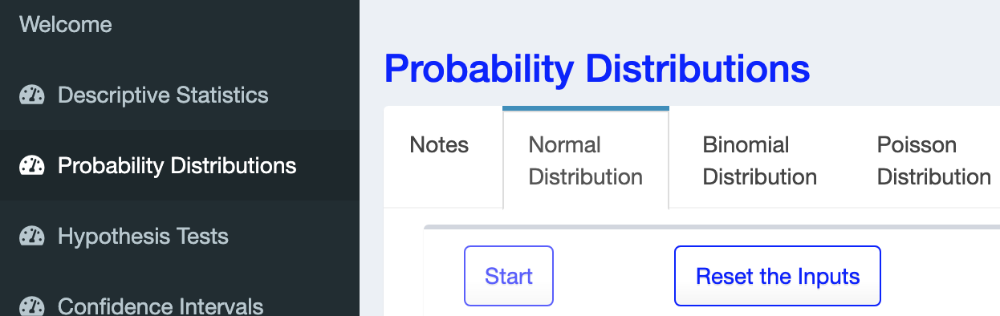 Welcome
Descriptive Statistics
Probability Distributions
Hypothesis Tests
Confidence Intervals
Probability Distributions
Notes
Normal
Distribution
Binomial
Distribution
Poisson
Distribution
Start
Reset the Inputs